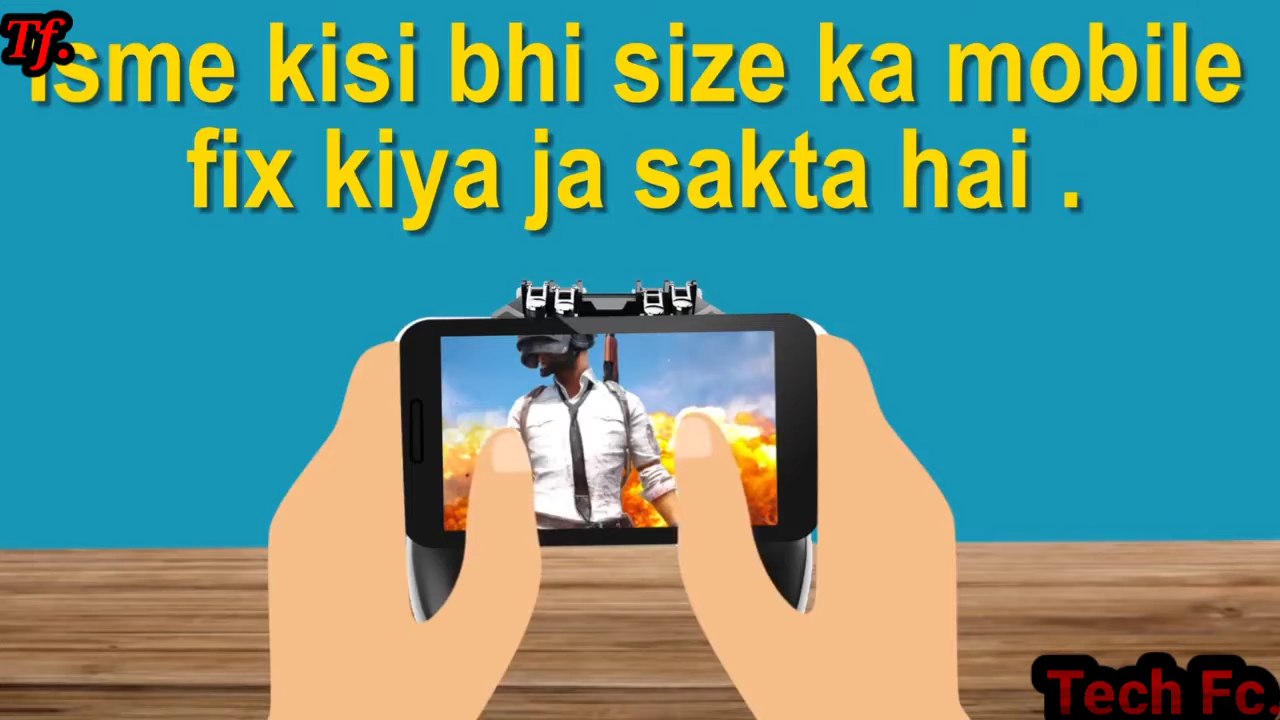 Tf.
isme kisi bhi size ka mobile
fix kiya ja sakta hai .
Tech Fc.